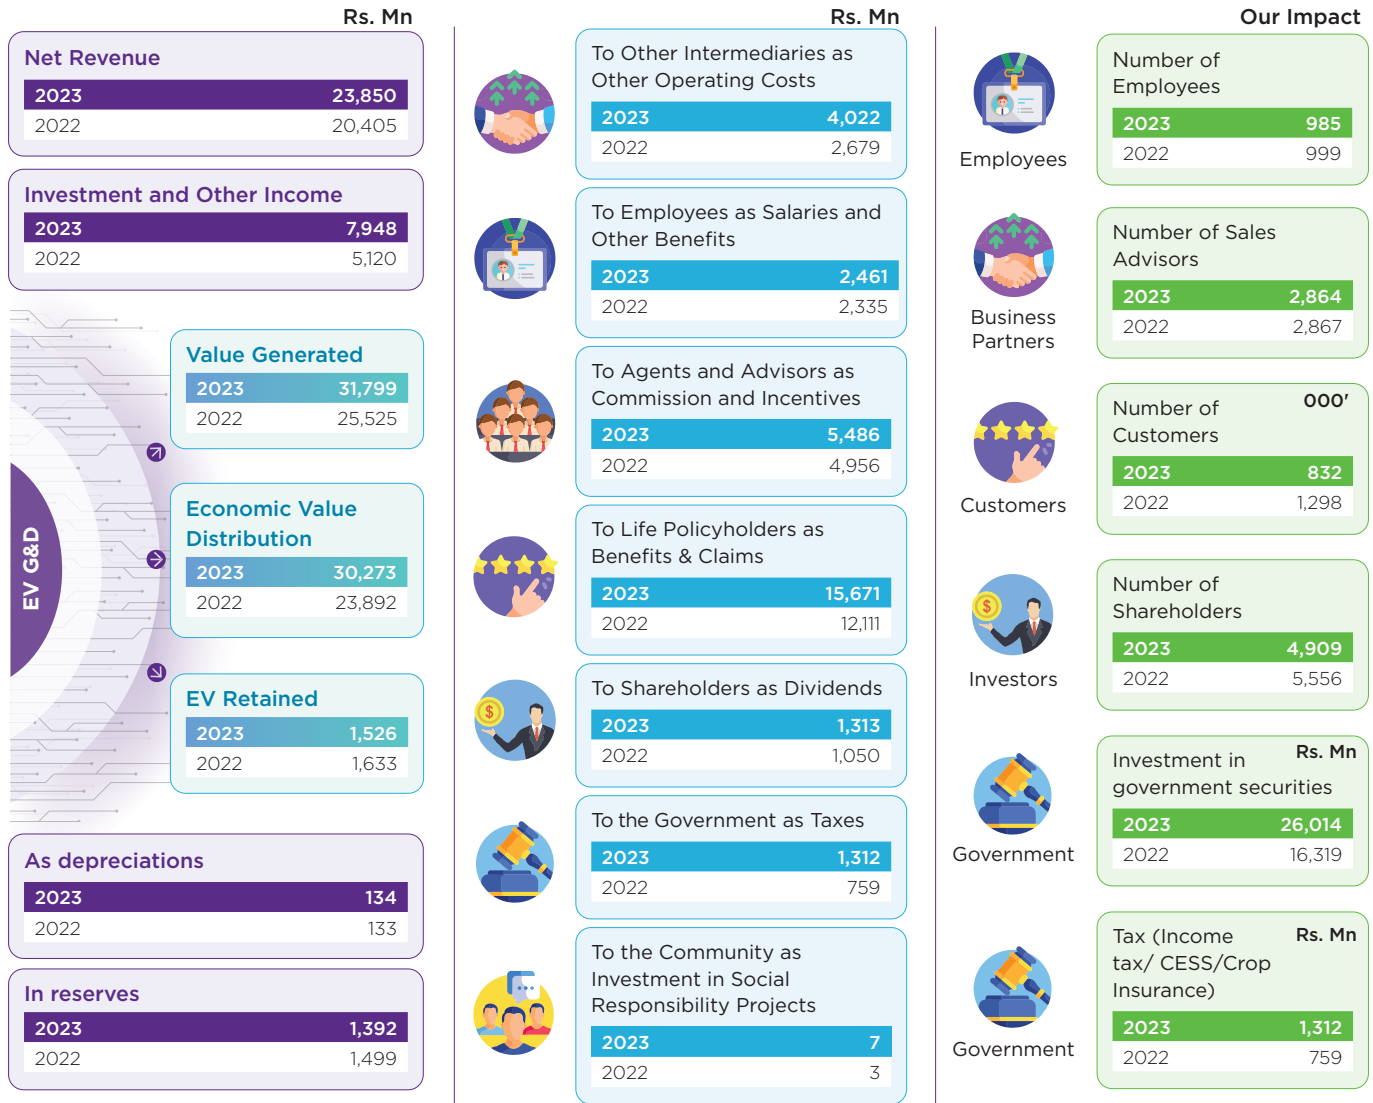 Rs. Mn
Net Revenue
2023 23,850
2022 20,405
Investment and Other Income
2023 7,948
2022 5,120
EV G&D
Value Generated
2023 31,799
2022 25,525
Economic Value
Distribution
2023 30,273
2022 23,892
EV Retained
2023 1,526
2022 1,633
As depreciations
2023 134
2022 133
In reserves
2023 1,392
2022 1,499
Rs. Mn
To Other Intermediaries as
Other Operating Costs
2023 4,022
2022 2,679
To Employees as Salaries and
Other Benefits
2023 2,461
2022 2,335
To Agents and Advisors as
Commission and Incentives
2023 5,486
2022 4,956
To Life Policyholders as
Benefits & Claims
2023 15,671
2022 12,111
To Shareholders as Dividends
2023 1,313
2022 1,050
To the Government as Taxes
2023 1,312
2022 759
To the Community as
Investment in Social
Responsibility Projects
2023 7
2022 3
Our Impact
Employees
Number of
Employees
2023 985
2022 999
Business
Partners
Number of Sales
Advisors
2023 2,864
2022 2,867
Customers
Number of 000'
Customers
2023 832
2022 1,298
Investors
Number of
Shareholders
2023 4,909
2022 5,556
Government
Investment in Rs. Mn
government securities
2023 26,014
2022 16,319
Government
Tax (Income Rs. Mn
tax/ CESS/Crop
Insurance)
2023 1,312
2022 759